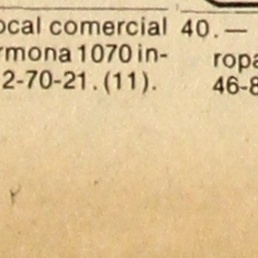 ocal comercial
rmona 1070 in-
2-70-21. (11).
40. —
ropa
46-8